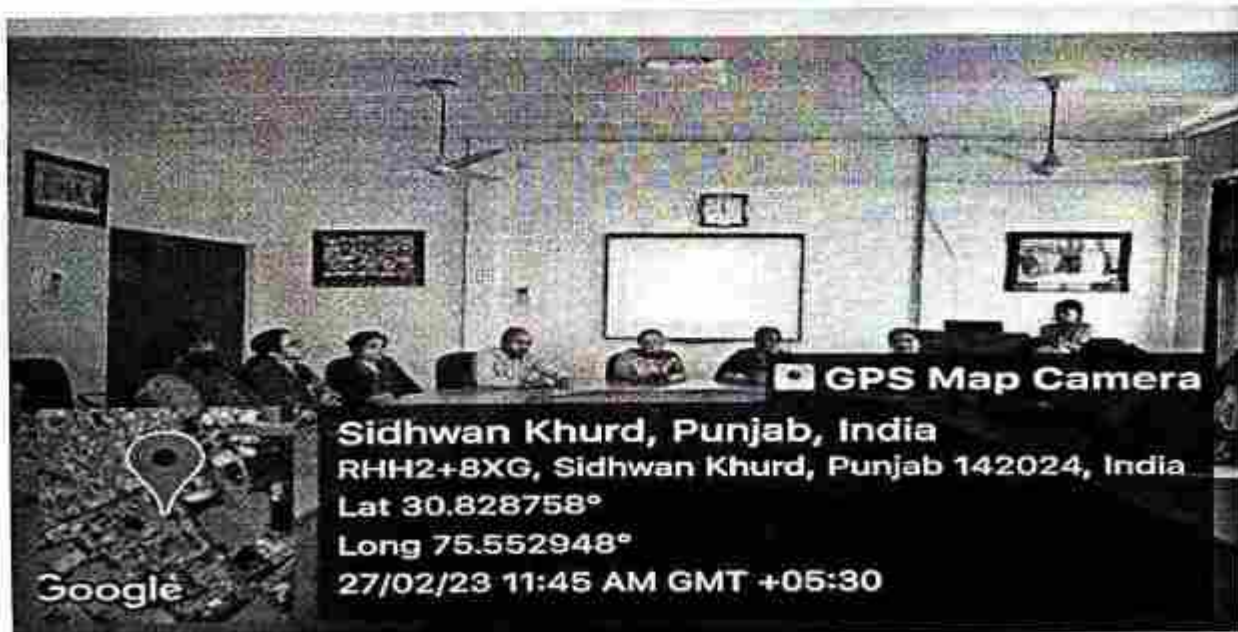 GPS Map Camera
Sidhwan Khurd, Punjab, India
RHH2+8XG, Sidhwan Khurd, Punjab 142024, India
Lat 30.828758°
Long 75.552948°
27/02/23 11:45 AM GMT +05:30
Google